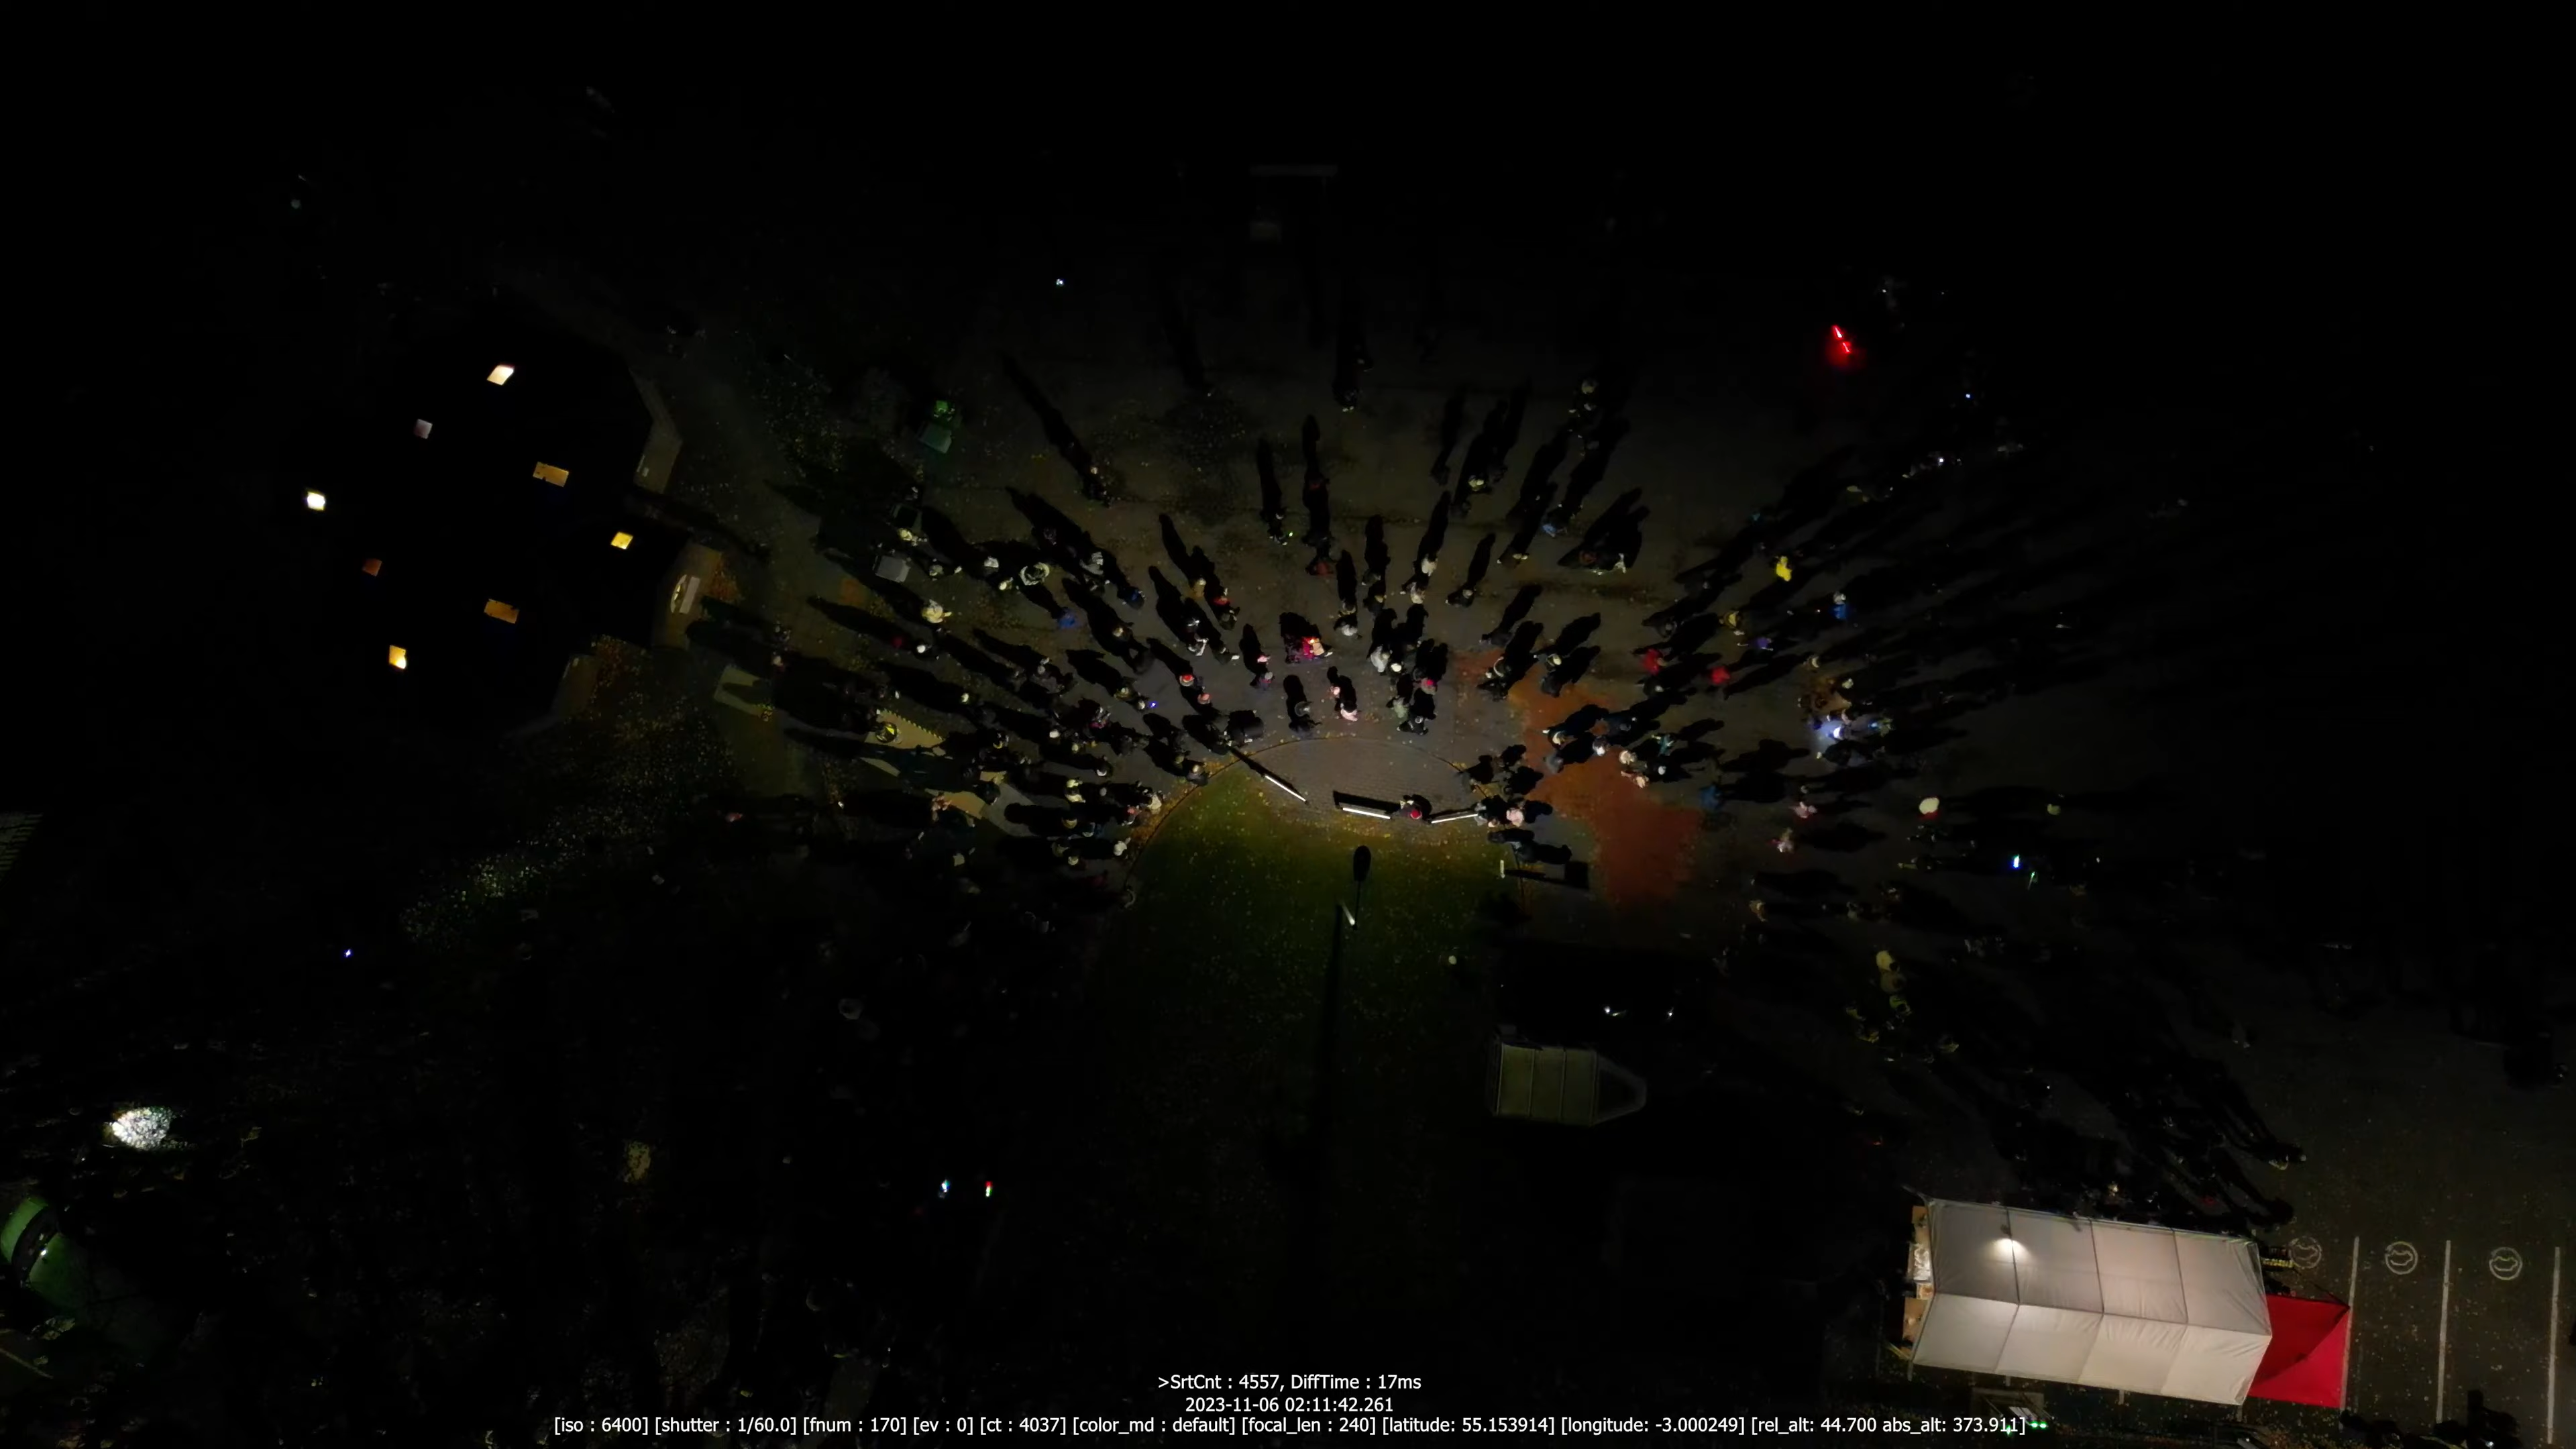 >SrtCnt : 4557, DiffTime : 17ms
2023-11-06 02:11:42.261
[iso : 6400] [shutter : 1/60.0] [fnum : 170] [ev : 0] [ct : 4037] [color_md : default] [focal_len : 240] [latitude: 55.153914] [longitude: -3.000249] [rel_alt: 44.700 abs_alt: 373.911]